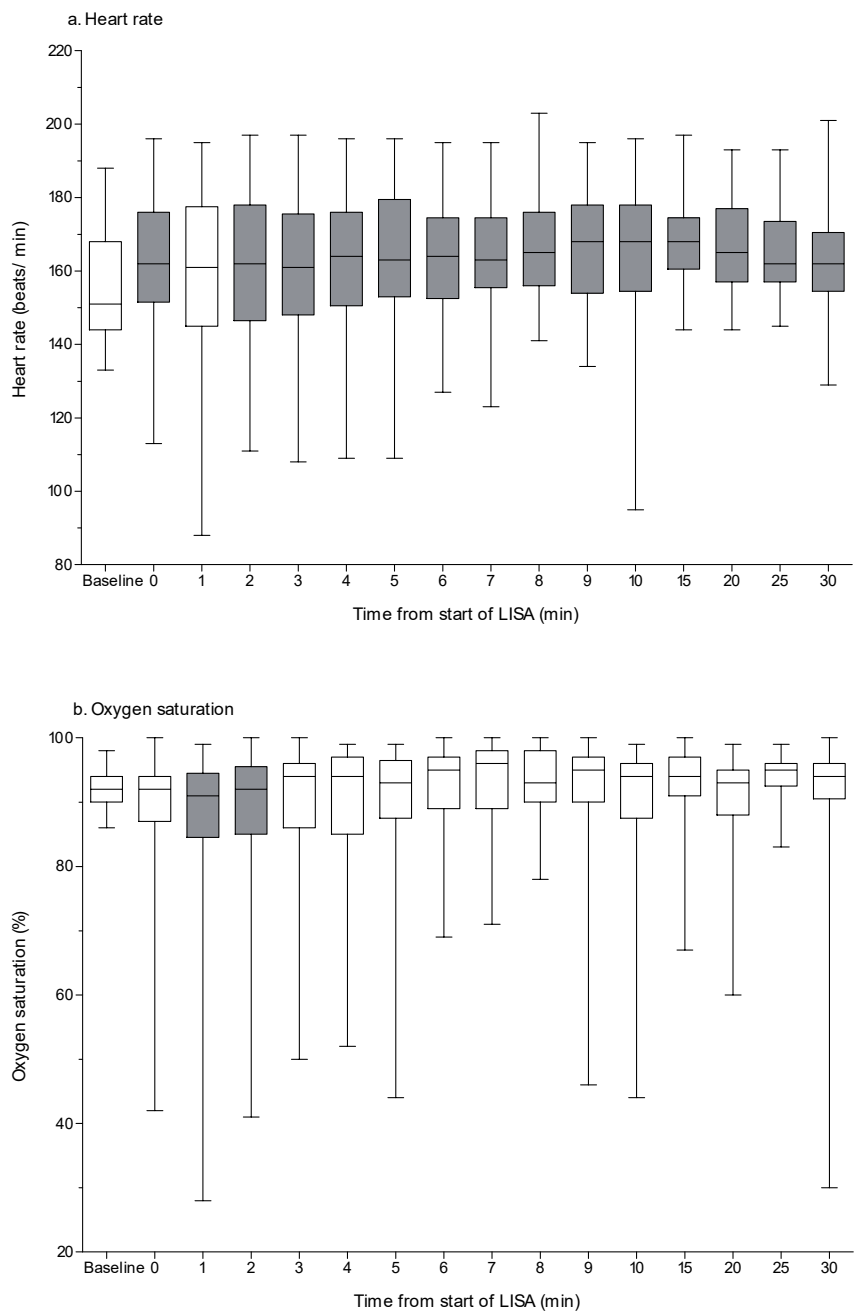 a. Heart rate
220
200
180
160
140
120
100
80
Heart rate (beats/ min)
Baseline 0 1 2 3 4 5 6 7 8 9 10 15 20 25 30
Time from start of LISA (min)
b. Oxygen saturation
100
80
60
40
20
Oxygen saturation (%)
Baseline 0 1 2 3 4 5 6 7 8 9 10 15 20 25 30
Time from start of LISA (min)